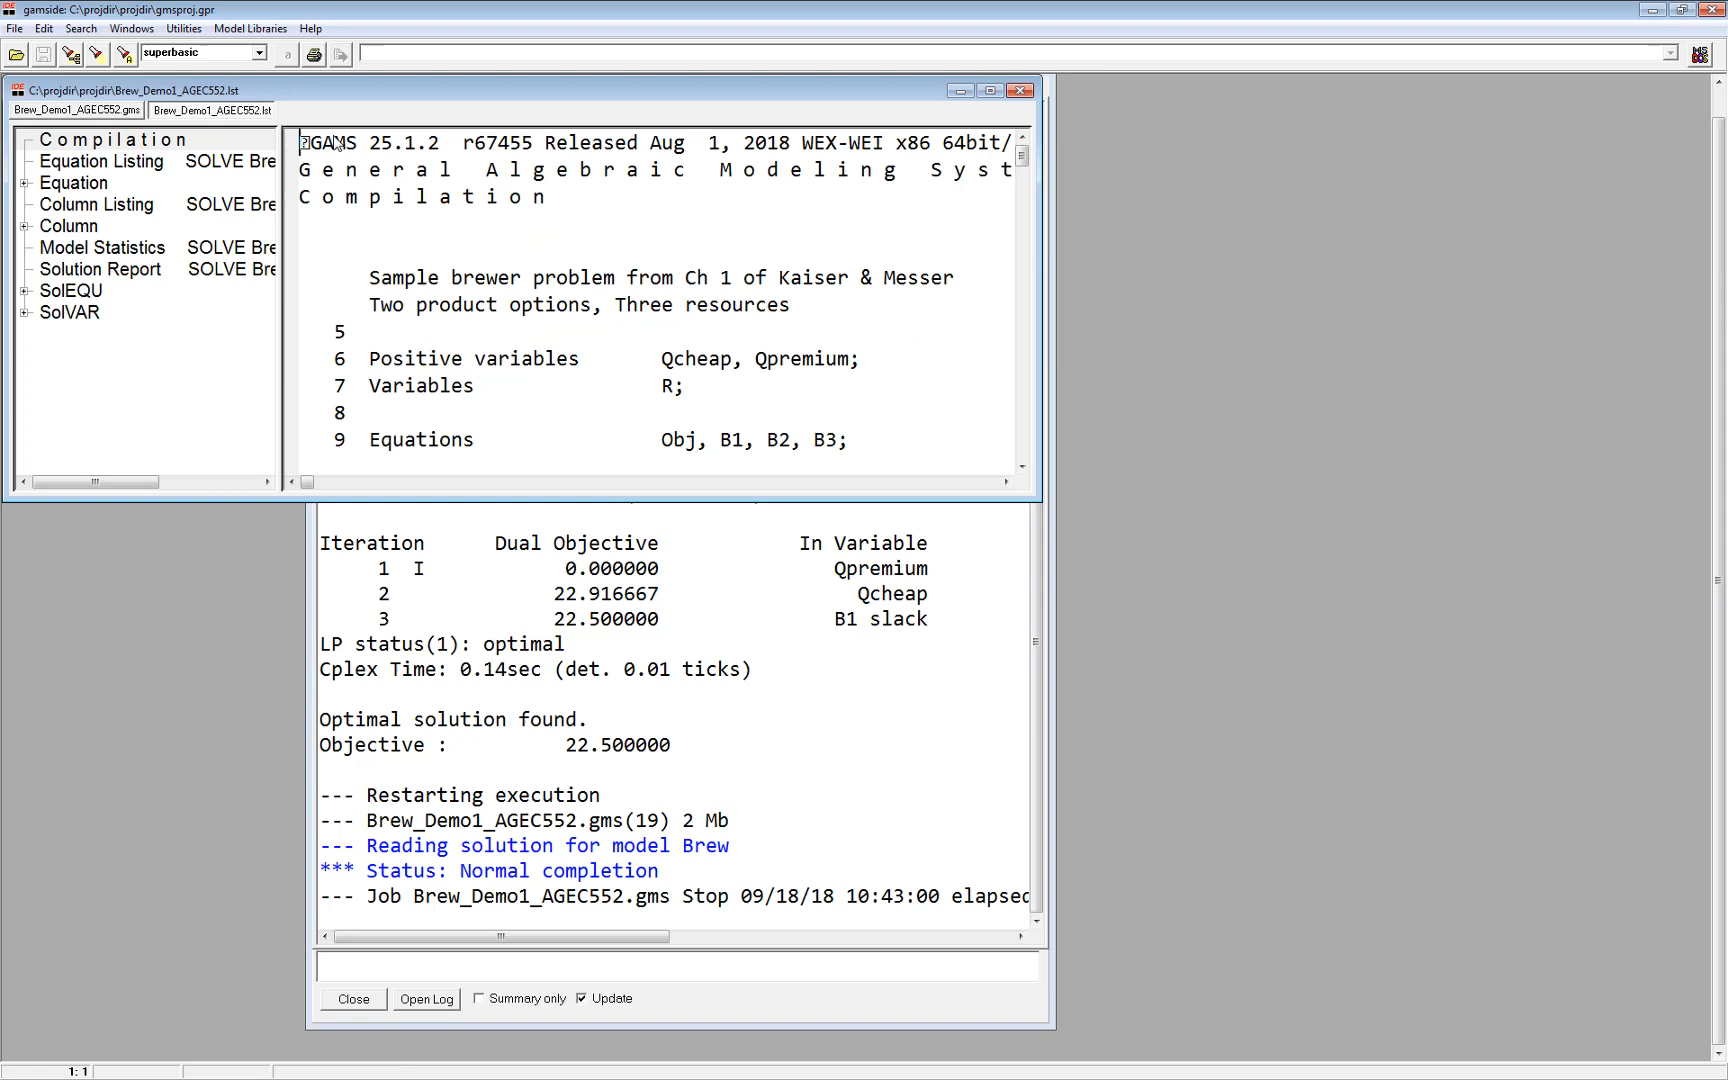 gamside: C:\projdir\projdir\gmsproj.gpr
File Edit Search Windows Utilities Model Libraries Help
superbasic
a
C:\projdir\projdir\Brew_Demo1_AGEC552.lst
Brew_Demo1_AGEC552.gms Brew_Demo1_AGEC552.lst
C o m p i l a t i o n
Equation Listing SOLVE Bre
Equation
Column Listing SOLVE Bre
Column
Model Statistics SOLVE Bre
Solution Report SOLVE Bre
SolEQU
SolVAR
GAMS 25.1.2 r67455 Released Aug 1, 2018 WEX-WEI x86 64bit/
G e n e r a l A l g e b r a i c M o d e l i n g S y s t
C o m p i l a t i o n
Sample brewer problem from Ch 1 of Kaiser & Messer
Two product options, Three resources
5
6 Positive variables Qcheap, Qpremium;
7 Variables R;
8
9 Equations Obj, B1, B2, B3;
Iteration Dual Objective In Variable
1 I 0.000000 Qpremium
2 22.916667 Qcheap
3 22.500000 B1 slack
LP status(1): optimal
Cplex Time: 0.14sec (det. 0.01 ticks)
Optimal solution found.
Objective : 22.500000
--- Restarting execution
--- Brew_Demo1_AGEC552.gms(19) 2 Mb
--- Reading solution for model Brew
*** Status: Normal completion
--- Job Brew_Demo1_AGEC552.gms Stop 09/18/18 10:43:00 elapsed
Close Open Log Summary only Update
1: 1